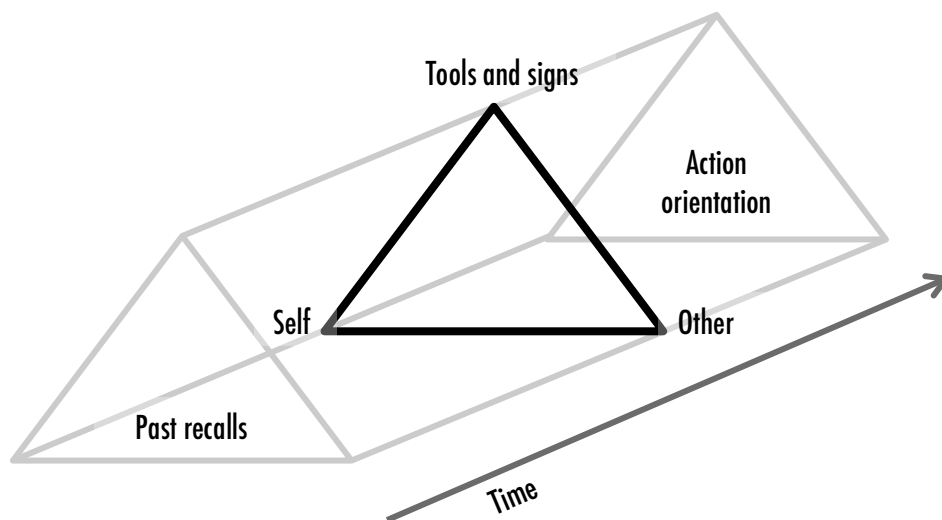 Tools and signs
Action
orientation
Self
Other
Past recalls
Time